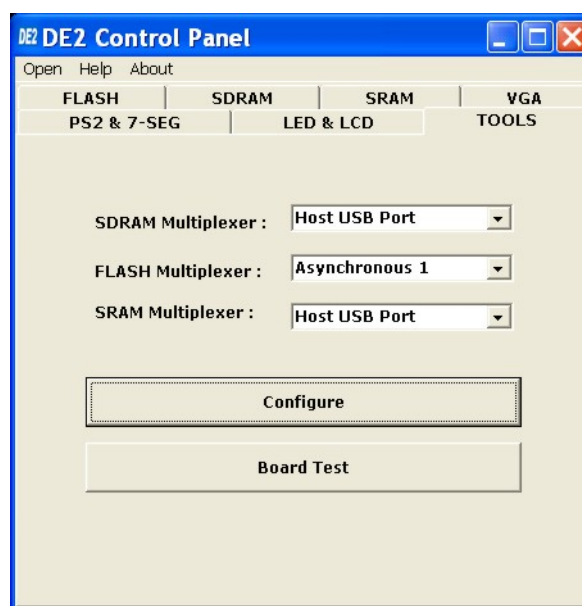 DE2 DE2 Control Panel
Open Help About
FLASH SDRAM SRAM VGA
PS2 & 7-SEG LED & LCD TOOLS
SDRAM Multiplexer : Host USB Port
FLASH Multiplexer : Asynchronous 1
SRAM Multiplexer : Host USB Port
Configure
Board Test